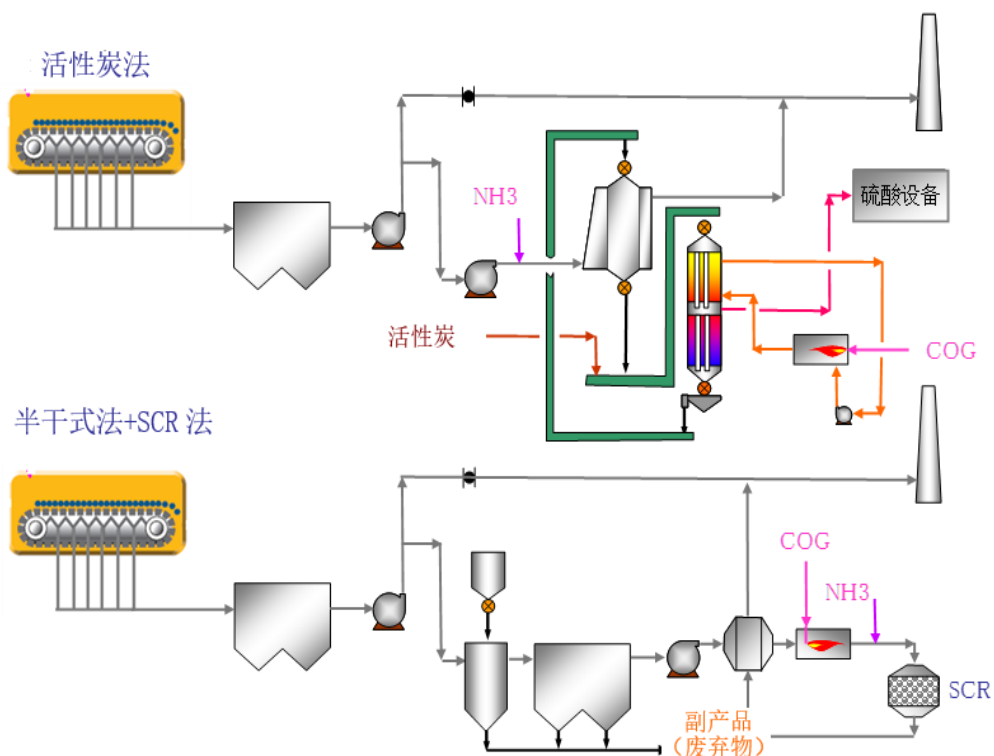 活性炭法
NH3
硫酸设备
活性炭
COG
半干式法+SCR 法
COG
NH3
SCR
副产品
（废弃物）